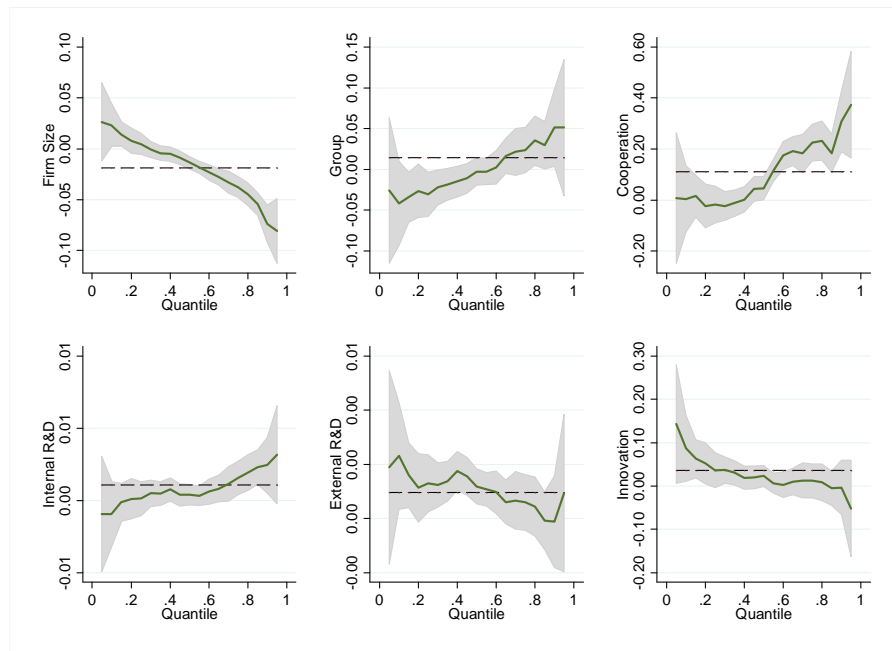 Firm Size
0.10
0.05
0.00
-0.05
-0.10
0 .2 .4 .6 .8 1
Quantile
Group
0.15
0.10
0.05
0.00
-0.05
-0.10
0 .2 .4 .6 .8 1
Quantile
Cooperation
0.60
0.40
0.20
0.00
-0.20
0 .2 .4 .6 .8 1
Quantile
Internal R&D
0.01
0.01
0.00
-0.01
0 .2 .4 .6 .8 1
Quantile
External R&D
0.01
0.00
0.00
0.00
-0.00
0 .2 .4 .6 .8 1
Quantile
Innovation
0.30
0.20
0.10
0.00
-0.10
-0.20
0 .2 .4 .6 .8 1
Quantile